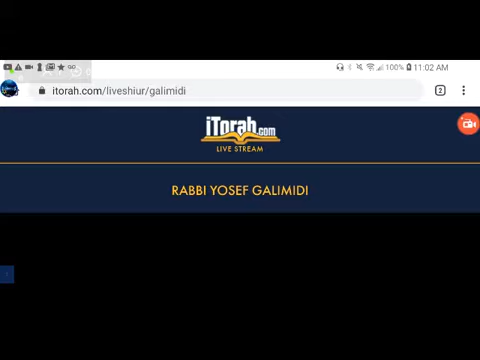 100% 11:02 AM
itorah.com/liveshiur/galimidi
2
iTorah.com
LIVE STREAM
RABBI YOSEF GALIMIDI